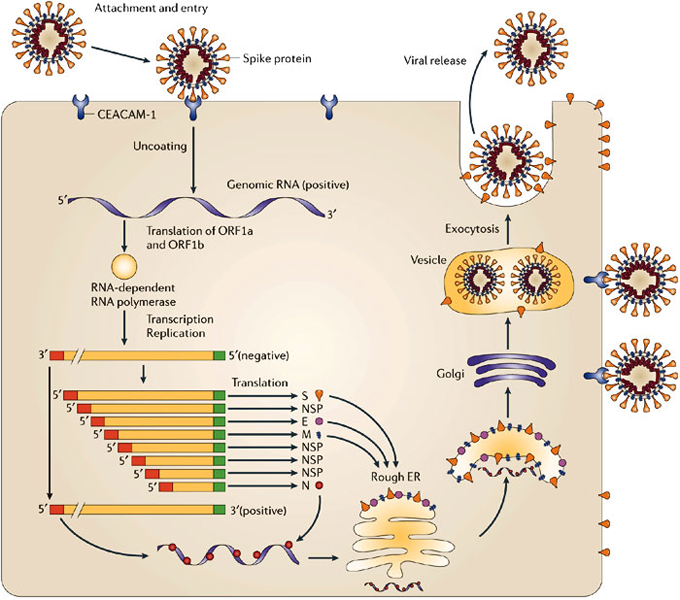 Attachment and entry
Spike protein
Viral release
CEACAM-1
Uncoating
Genomic RNA (positive)
5′
3′
Translation of ORF1a
and ORF1b
Exocytosis
Vesicle
RNA-dependent
RNA polymerase
Transcription
Replication
3′
5′(negative)
Golgi
Translation
5′
S
5′
NSP
5′
E
5′
M
5′
NSP
5′
NSP
5′
NSP
5′
N
Rough ER
5′
3′(positive)